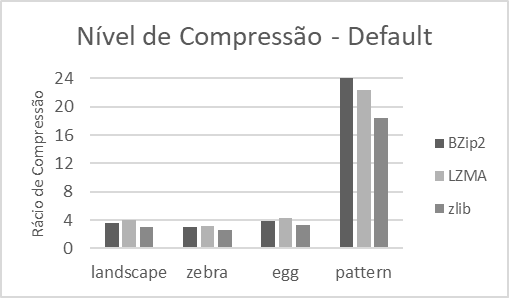 Nível de Compressão - Default
Rácio de Compressão
24
20
16
12
8
4
0
landscape zebra egg pattern
BZip2
LZMA
zlib